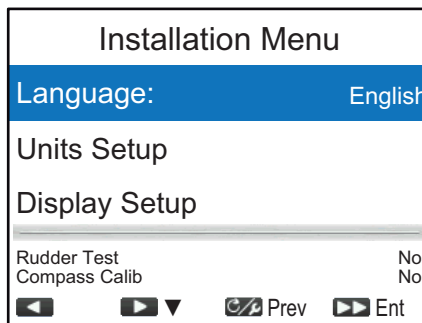 Installation Menu
Language: English
Units Setup
Display Setup
Rudder Test No
Compass Calib No
Prev Ent